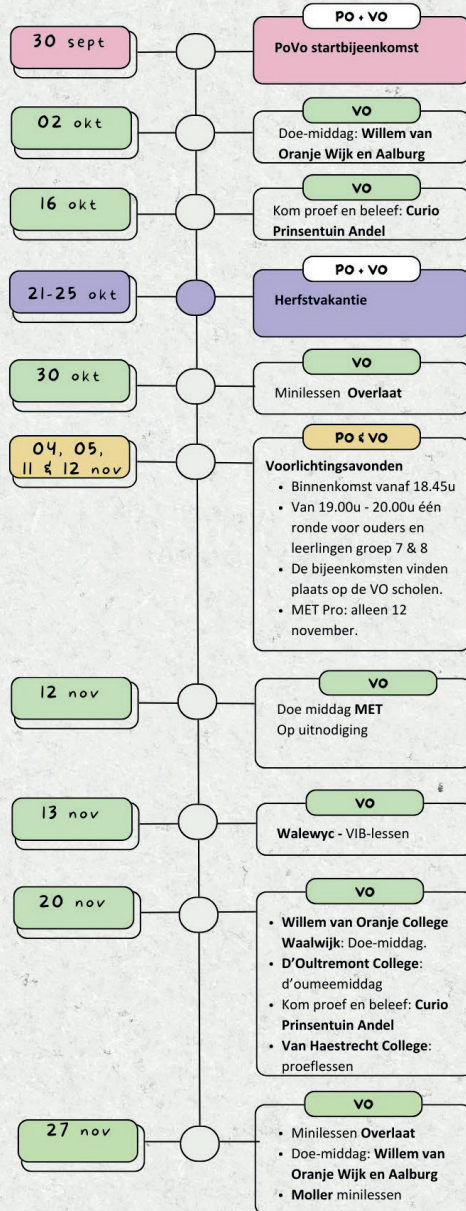 30 sept
PO + VO
PoVo startbijeenkomst
02 okt
VO
Doe-middag: Willem van
Oranje Wijk en Aalburg
16 okt
VO
Kom proef en beleef: Curio
Prinsentuin Andel
21-25 okt
PO + VO
Herfstvakantie
30 okt
VO
Minilessen Overlaat
04, 05,
11 & 12 nov
PO & VO
Voorlichtingsavonden
• Binnenkomst vanaf 18.45u
• Van 19.00u - 20.00u één
ronde voor ouders en
leerlingen groep 7 & 8
• De bijeenkomsten vinden
plaats op de VO scholen.
• MET Pro: alleen 12
november.
12 nov
VO
Doe middag MET
Op uitnodiging
13 nov
VO
Walewyc - VIB-lessen
20 nov
VO
• Willem van Oranje College
Waalwijk: Doe-middag.
• D'Oultremont College:
d'oumeemiddag
• Kom proef en beleef: Curio
Prinsentuin Andel
• Van Haestrecht College:
proeflessen
27 nov
VO
• Minilessen Overlaat
• Doe-middag: Willem van
Oranje Wijk en Aalburg
• Moller minilessen